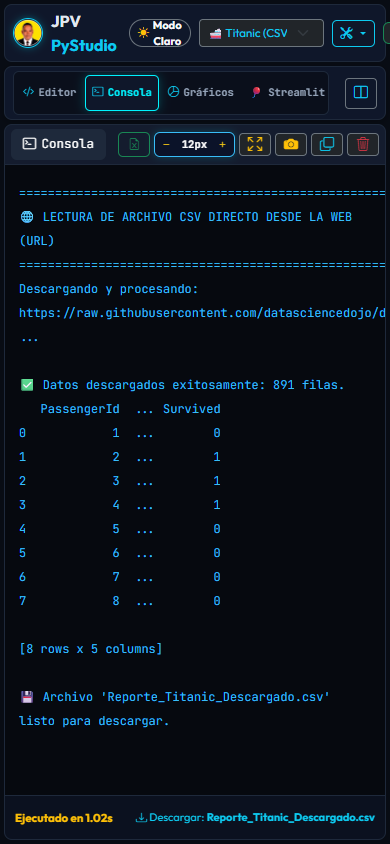 JPV
PyStudio
Modo
Claro
Titanic (CSV
Editor
Consola
Gráficos
Streamlit
Consola
− 12px +
==================================================
🌐 LECTURA DE ARCHIVO CSV DIRECTO DESDE LA WEB
(URL)
==================================================
Descargando y procesando:
https://raw.githubusercontent.com/datasciencedojo/d
...
✅ Datos descargados exitosamente: 891 filas.
   PassengerId  ... Survived
0            1  ...        0
1            2  ...        1
2            3  ...        1
3            4  ...        1
4            5  ...        0
5            6  ...        0
6            7  ...        0
7            8  ...        0
[8 rows x 5 columns]
💾 Archivo 'Reporte_Titanic_Descargado.csv'
listo para descargar.
Ejecutado en 1.02s
Descargar: Reporte_Titanic_Descargado.csv